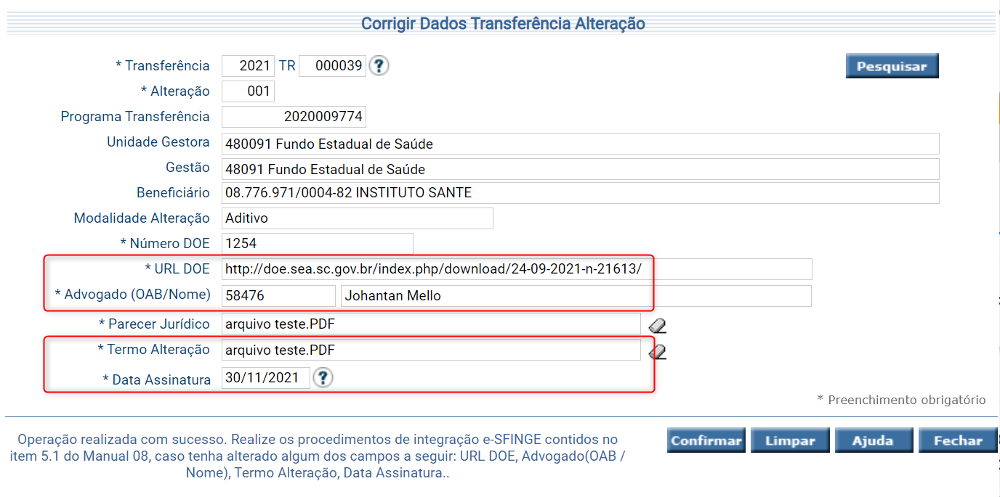 Corrigir Dados Transferência Alteração
* Transferência 2021 TR 000039 ? Pesquisar
* Alteração 001
Programa Transferência 2020009774
Unidade Gestora 480091 Fundo Estadual de Saúde
Gestão 48091 Fundo Estadual de Saúde
Beneficiário 08.776.971/0004-82 INSTITUTO SANTE
Modalidade Alteração Aditivo
* Número DOE 1254
* URL DOE http://doe.sea.sc.gov.br/index.php/download/24-09-2021-n-21613/
* Advogado (OAB/Nome) 58476 Johantan Mello
* Parecer Jurídico arquivo teste.PDF
* Termo Alteração arquivo teste.PDF
* Data Assinatura 30/11/2021 ?
* Preenchimento obrigatório
Operação realizada com sucesso. Realize os procedimentos de integração e-SFINGE contidos no
item 5.1 do Manual 08, caso tenha alterado algum dos campos a seguir: URL DOE, Advogado(OAB /
Nome), Termo Alteração, Data Assinatura..
Confirmar Limpar Ajuda Fechar